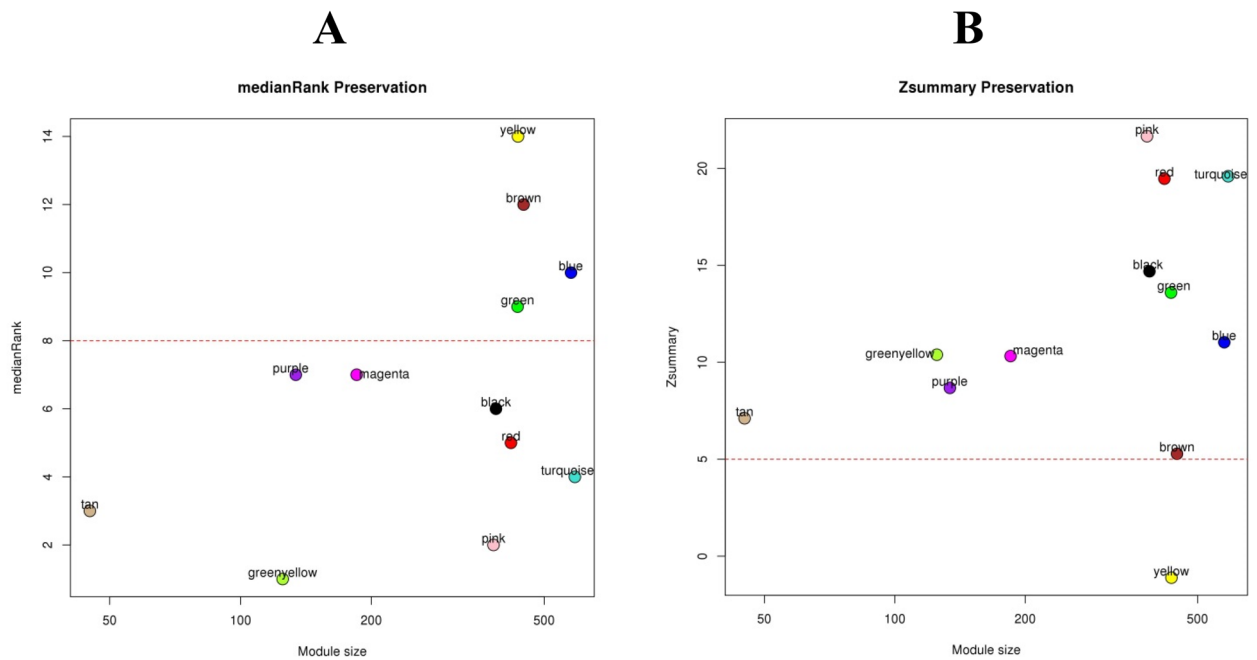 A
medianRank Preservation
14
12
10
8
6
4
2
medianRank
yellow
brown
blue
green
purple
magenta
black
red
turquoise
tan
pink
greenyellow
50
100
200
500
Module size
B
Zsummary Preservation
20
15
10
5
0
Zsummary
pink
red
turquoise
black
green
blue
greenyellow
magenta
purple
tan
brown
yellow
50
100
200
500
Module size